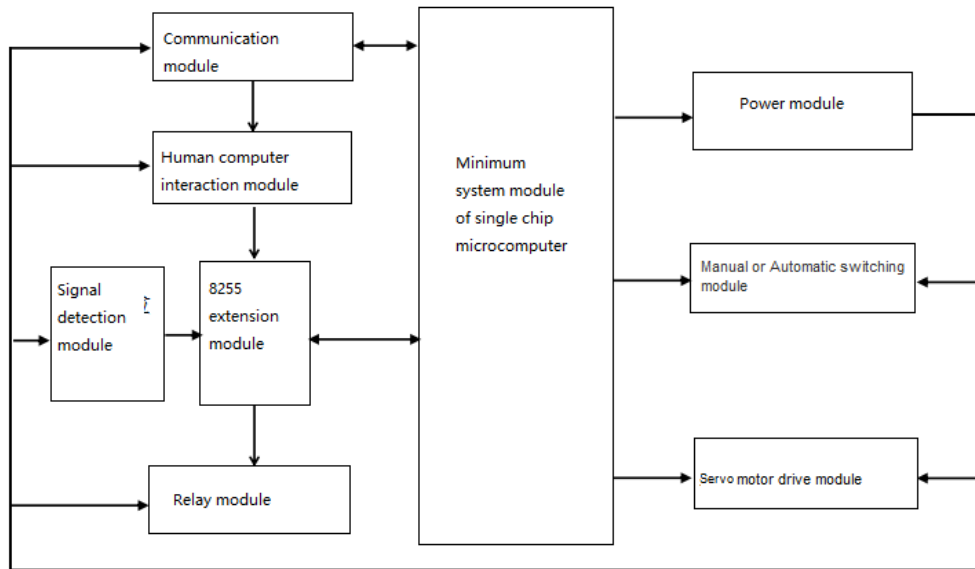 Communication
module
Human computer
interaction module
Signal
detection
module
8255
extension
module
Relay module
Minimum
system module
of single chip
microcomputer
Power module
Manual or Automatic switching
module
Servo motor drive module